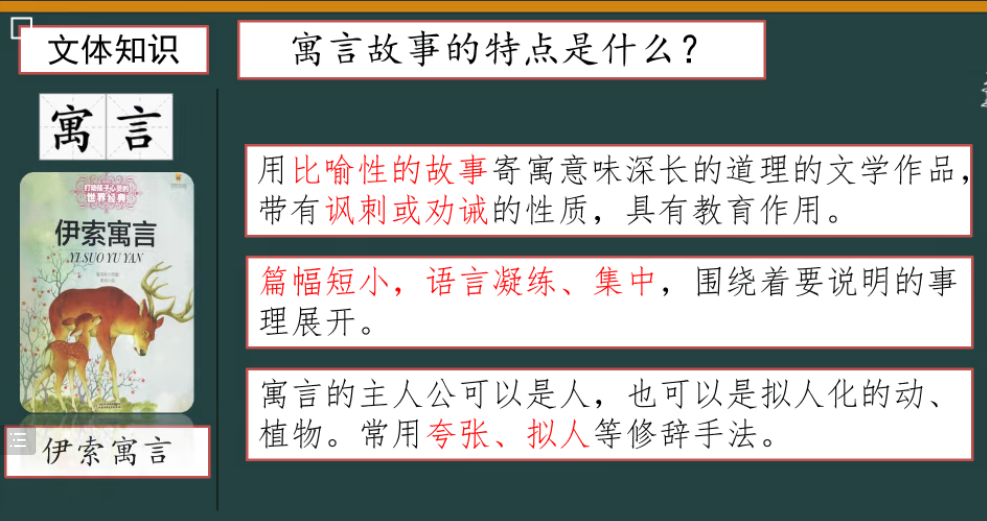 文体知识
寓言故事的特点是什么？
寓言
打动孩子心灵的
世界经典
伊索寓言
YI SUO YU YAN
伊索寓言
用比喻性的故事寄寓意味深长的道理的文学作品，
带有讽刺或劝诫的性质，具有教育作用。
篇幅短小，语言凝练、集中，围绕着要说明的事
理展开。
寓言的主人公可以是人，也可以是拟人化的动、
植物。常用夸张、拟人等修辞手法。